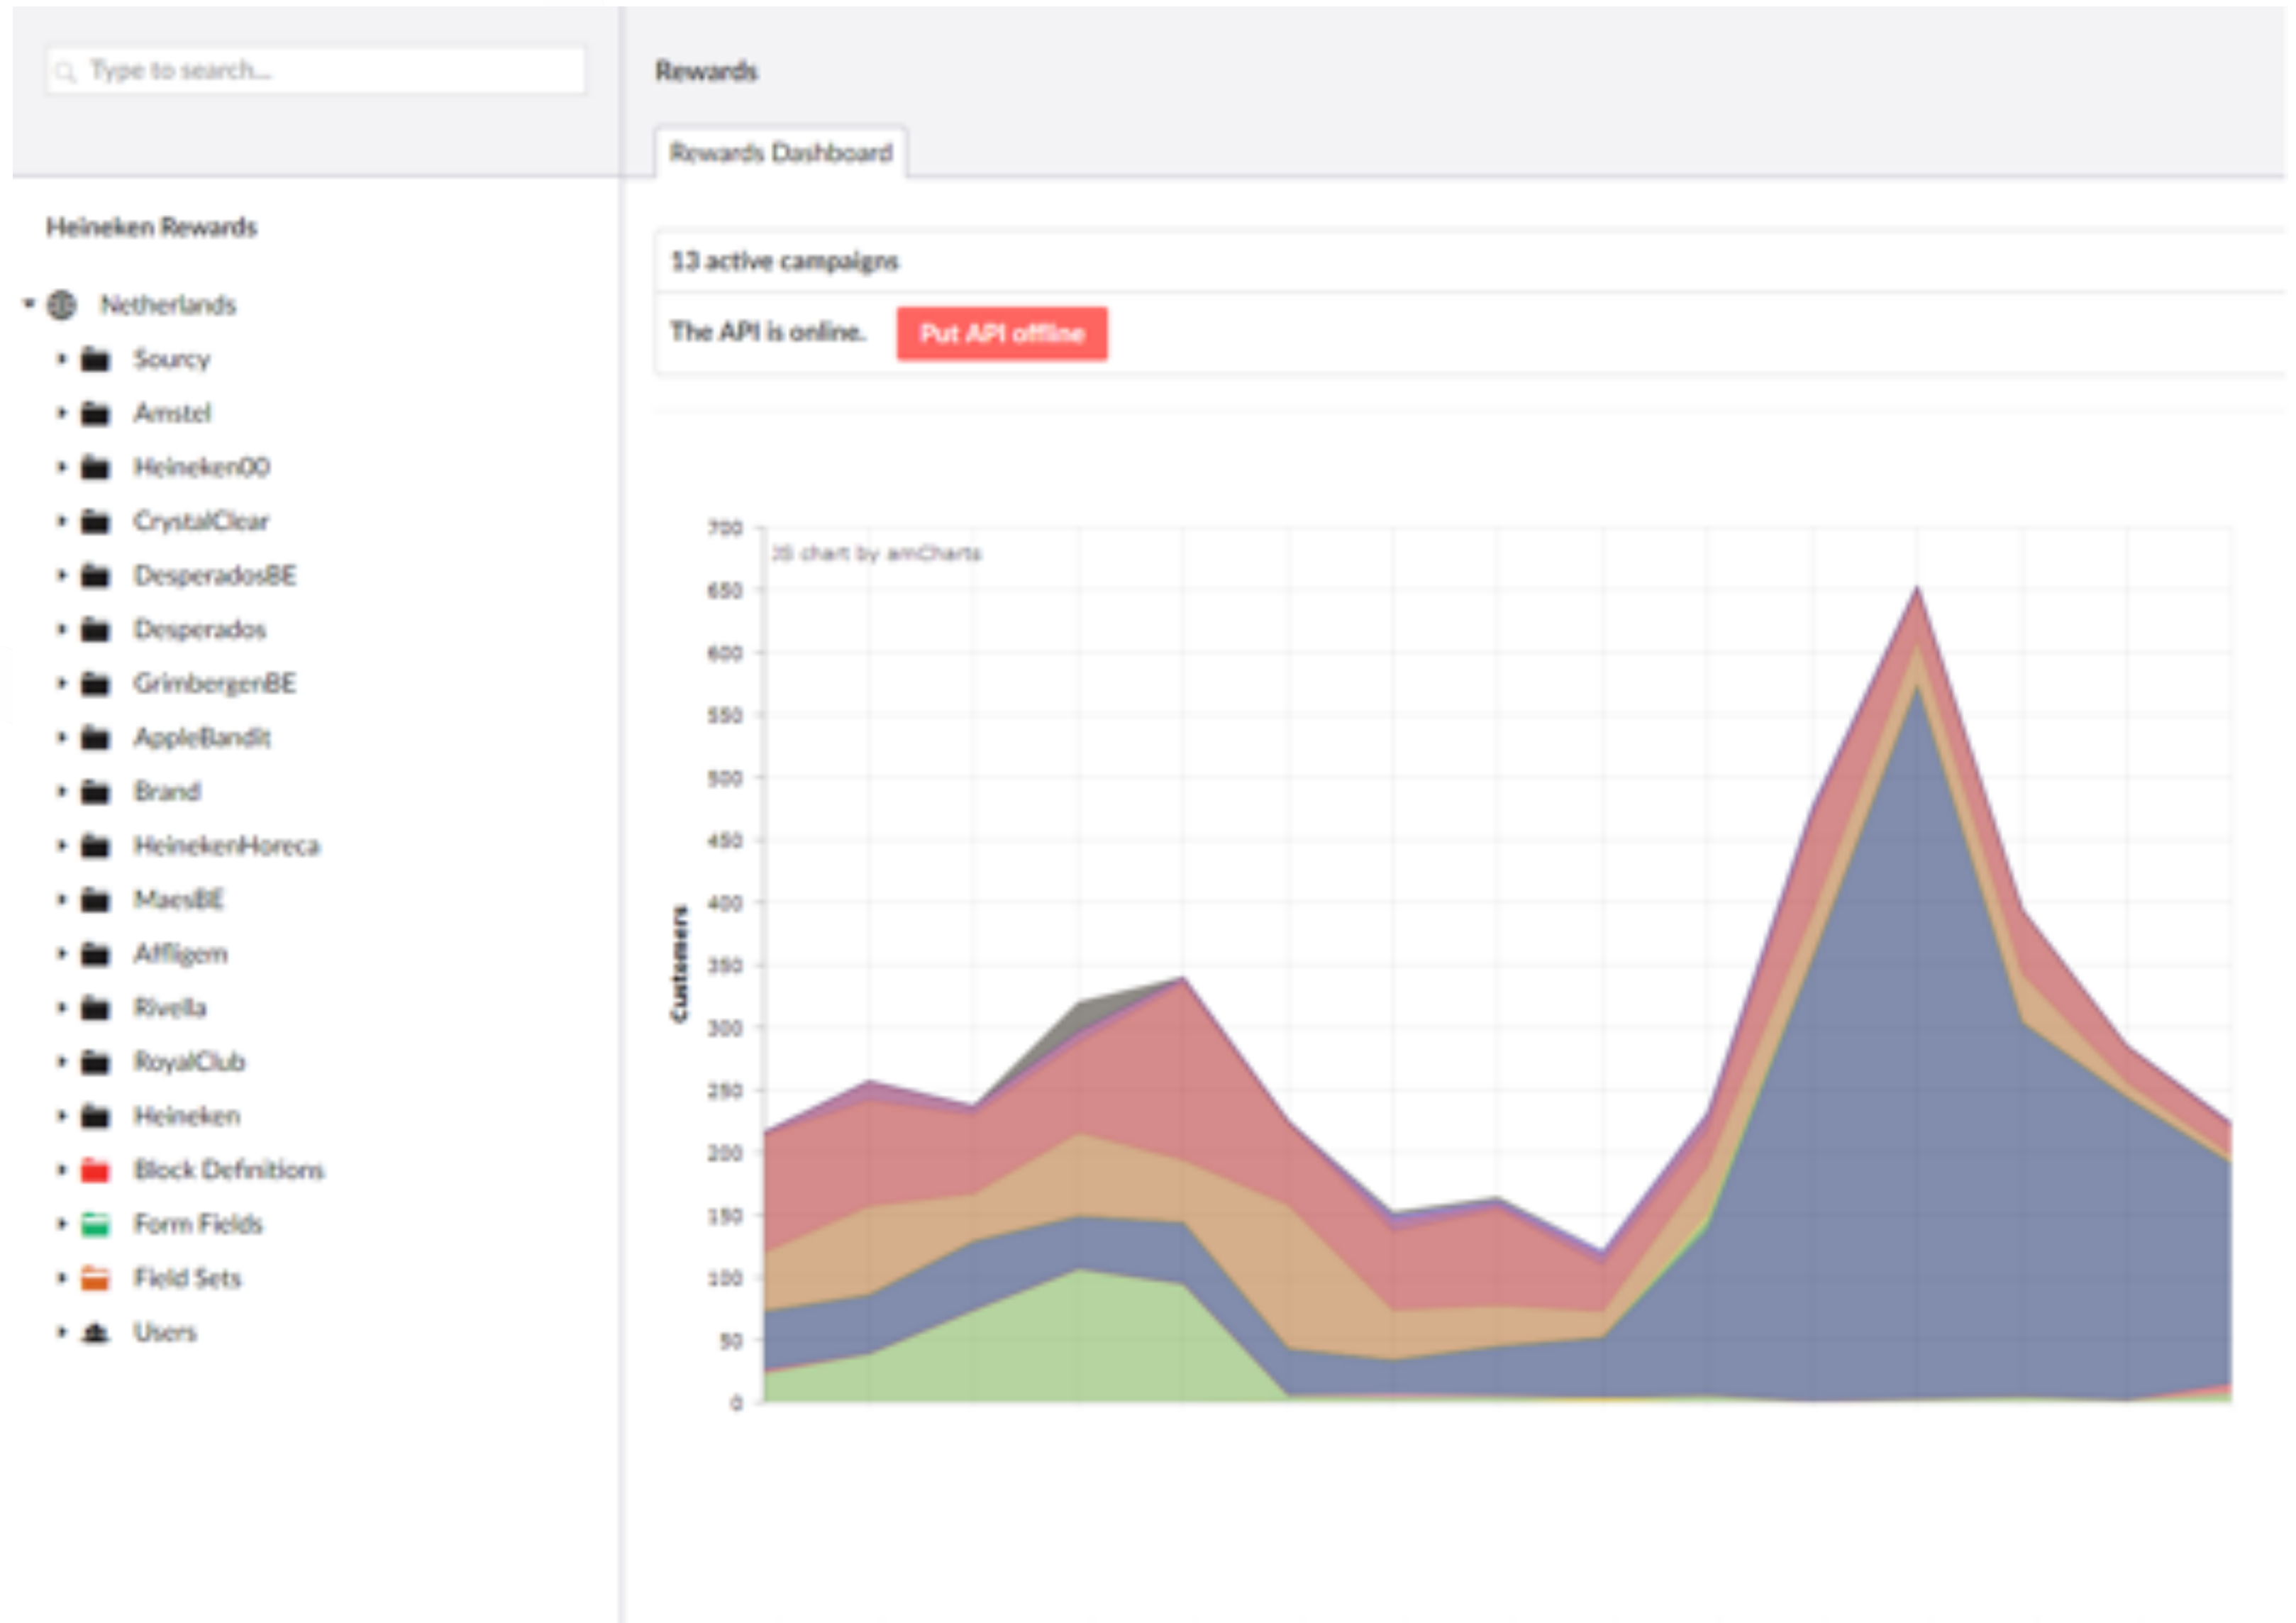 Type to search...
Rewards
Rewards Dashboard
Heineken Rewards
Netherlands
Sourcy
Amstel
Heineken00
CrystalClear
DesperadosBE
Desperados
GrimbergenBE
AppleBandit
Brand
HeinekenHoreca
MaesBE
Affligem
Rivella
RoyalClub
Heineken
Block Definitions
Form Fields
Field Sets
Users
13 active campaigns
The API is online. Put API offline
JS chart by amCharts
Customers
700
650
600
550
500
450
400
350
300
250
200
150
100
50
0